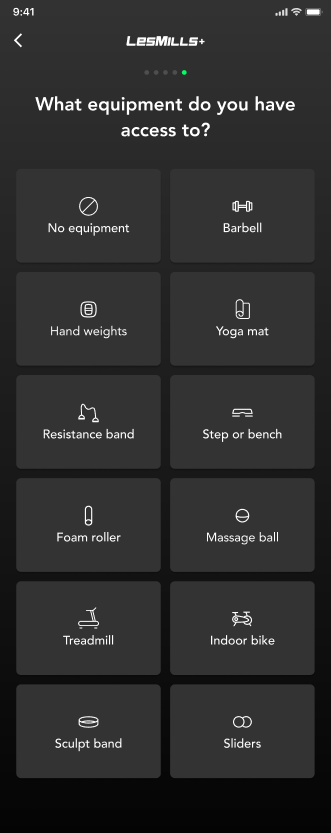 9:41
LESMILLS+
What equipment do you have
access to?
No equipment
Barbell
Hand weights
Yoga mat
Resistance band
Step or bench
Foam roller
Massage ball
Treadmill
Indoor bike
Sculpt band
Sliders